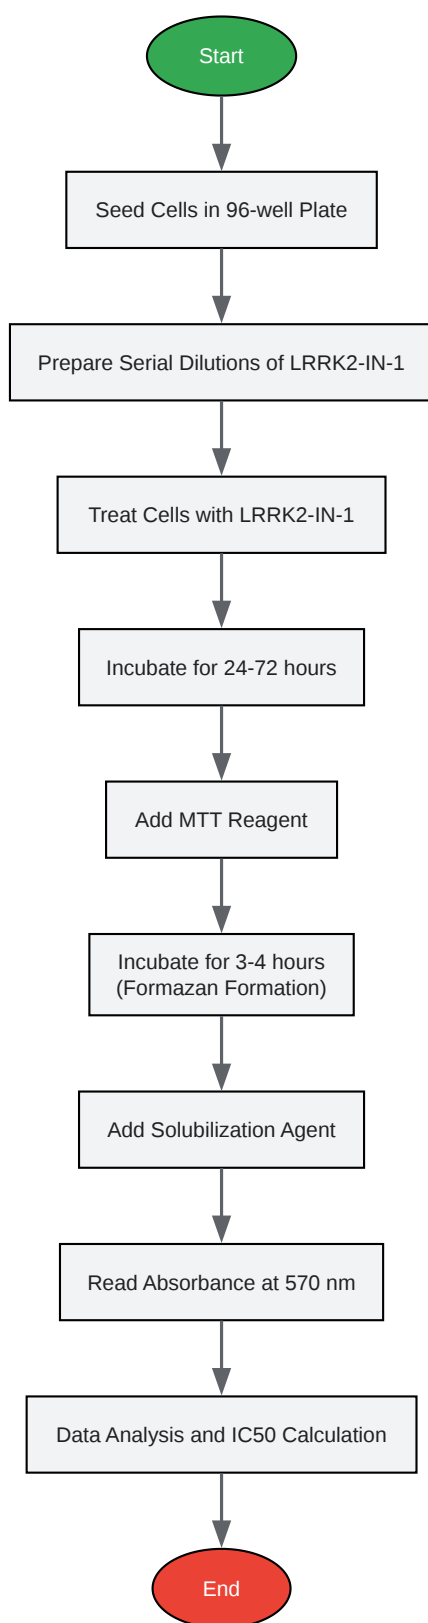 Start
Seed Cells in 96-well Plate
Prepare Serial Dilutions of LRRK2-IN-1
Treat Cells with LRRK2-IN-1
Incubate for 24-72 hours
Add MTT Reagent
Incubate for 3-4 hours
(Formazan Formation)
Add Solubilization Agent
Read Absorbance at 570 nm
Data Analysis and IC50 Calculation
End